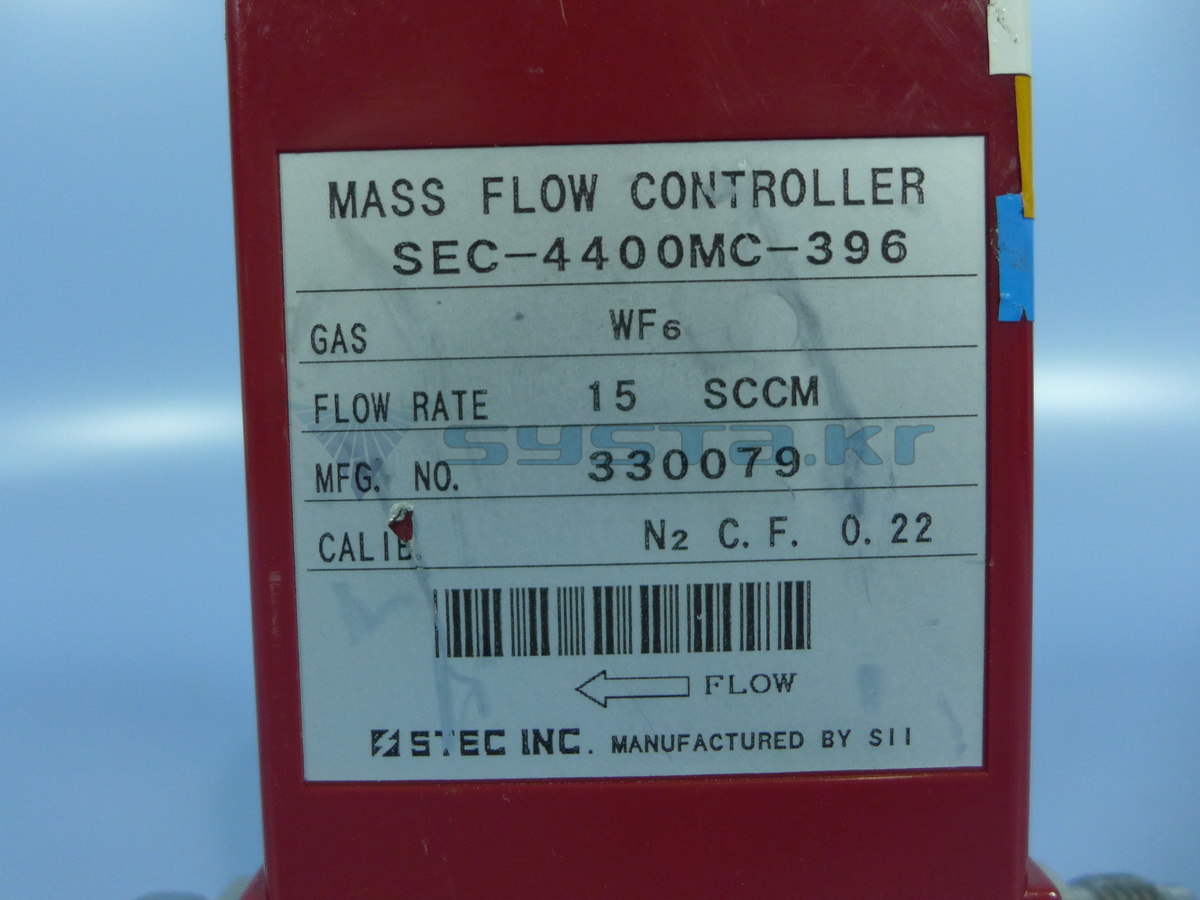 MASS FLOW CONTROLLER
SEC-4400MC-396
GAS WF6
FLOW RATE 15 SCCM
systa.kr
MFG. NO. 330079
CALIB. N2 C.F. 0.22
FLOW
STEC INC. MANUFACTURED BY SII